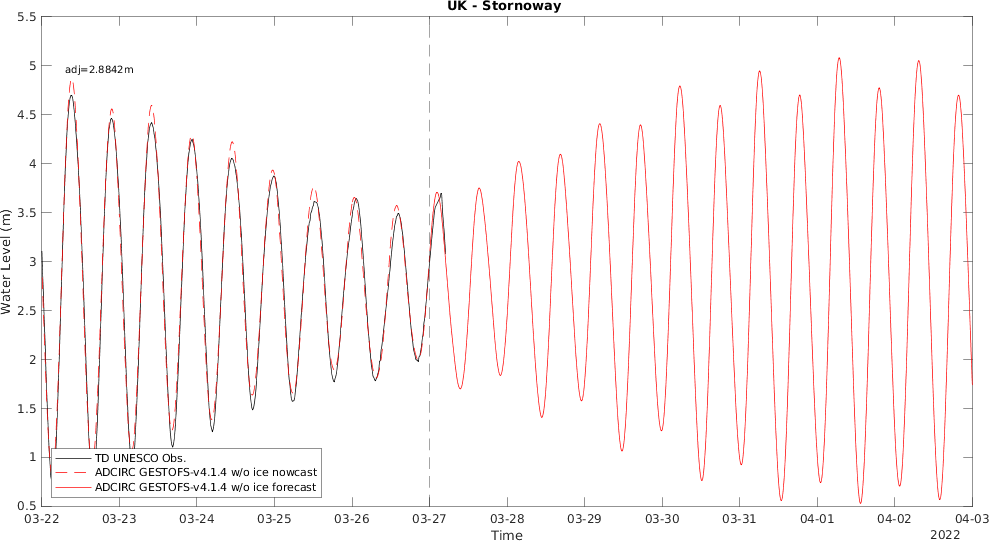 UK - Stornoway
5.5
5
4.5
4
3.5
3
2.5
2
1.5
1
0.5
Water Level (m)
adj=2.8842m
TD UNESCO Obs.
ADCIRC GESTOFS-v4.1.4 w/o ice nowcast
ADCIRC GESTOFS-v4.1.4 w/o ice forecast
03-22 03-23 03-24 03-25 03-26 03-27 03-28 03-29 03-30 03-31 04-01 04-02 04-03
Time
2022